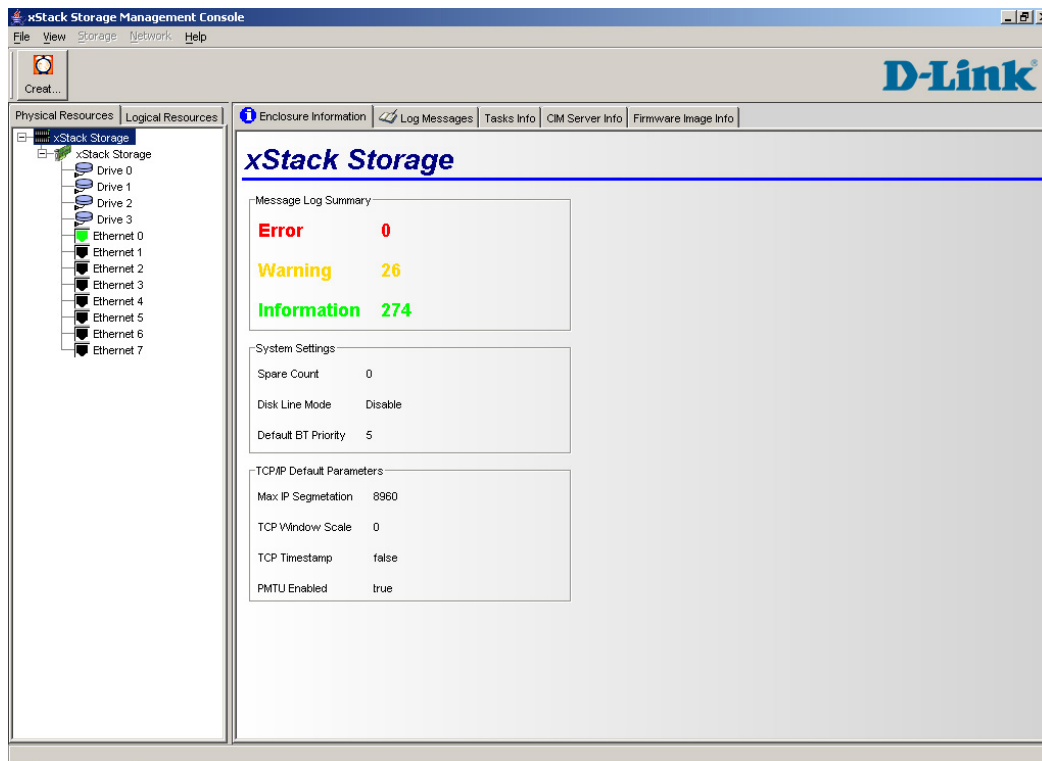 xStack Storage Management Console
File View Storage Network Help
Creat...
D-Link
Physical Resources Logical Resources
Enclosure Information Log Messages Tasks Info CIM Server Info Firmware Image Info
xStack Storage
xStack Storage
Drive 0
Drive 1
Drive 2
Drive 3
Ethernet 0
Ethernet 1
Ethernet 2
Ethernet 3
Ethernet 4
Ethernet 5
Ethernet 6
Ethernet 7
xStack Storage
Message Log Summary
Error 0
Warning 26
Information 274
System Settings
Spare Count 0
Disk Line Mode Disable
Default BT Priority 5
TCP/IP Default Parameters
Max IP Segmetation 8960
TCP Window Scale 0
TCP Timestamp false
PMTU Enabled true